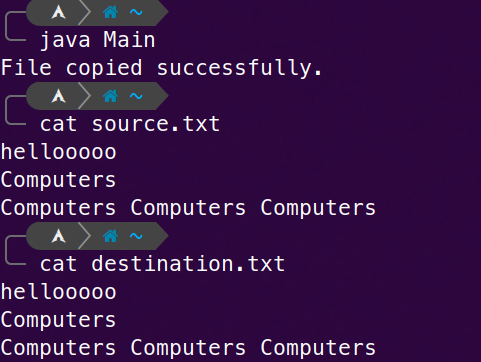 ~
java Main
File copied successfully.
~
cat source.txt
hellooooo
Computers
Computers Computers Computers
~
cat destination.txt
hellooooo
Computers
Computers Computers Computers